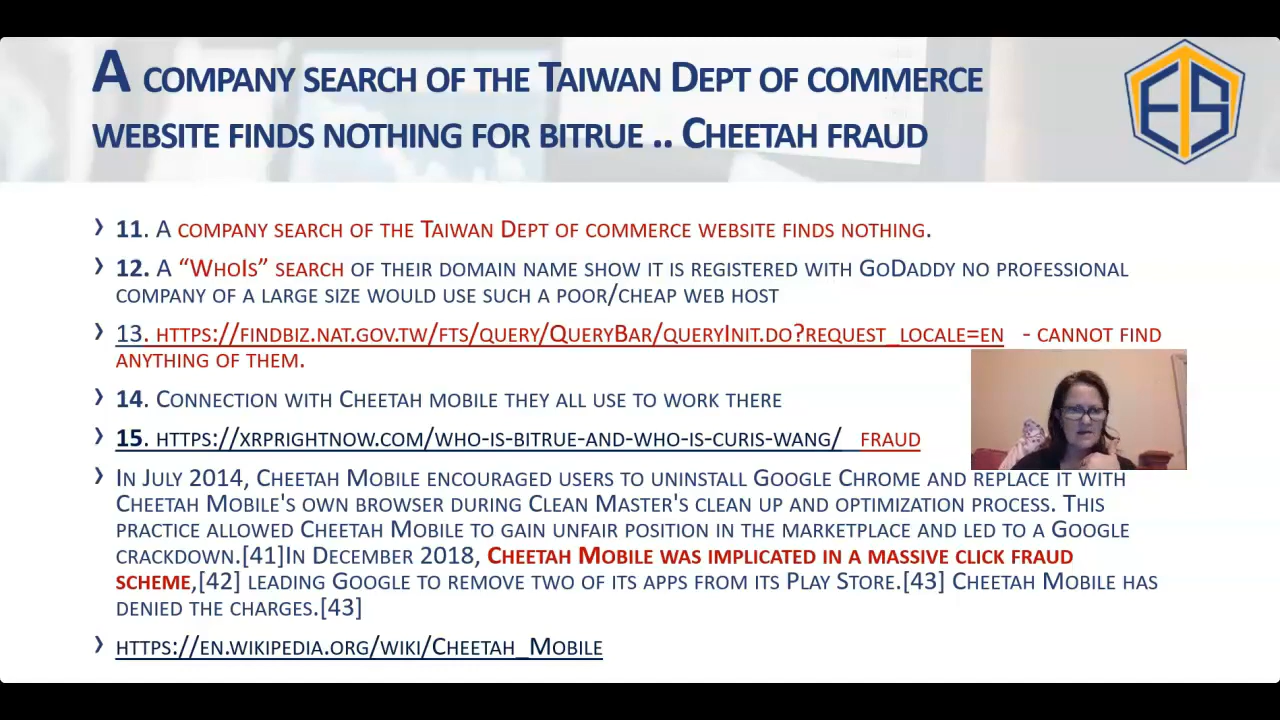 A COMPANY SEARCH OF THE TAIWAN DEPT OF COMMERCE
WEBSITE FINDS NOTHING FOR BITRUE .. CHEETAH FRAUD
ETS
11. A COMPANY SEARCH OF THE TAIWAN DEPT OF COMMERCE WEBSITE FINDS NOTHING.
12. A “WHOIS” SEARCH OF THEIR DOMAIN NAME SHOW IT IS REGISTERED WITH GODADDY NO PROFESSIONAL
COMPANY OF A LARGE SIZE WOULD USE SUCH A POOR/CHEAP WEB HOST
13. HTTPS://FINDBIZ.NAT.GOV.TW/FTS/QUERY/QUERYBAR/QUERYINIT.DO?REQUEST_LOCALE=EN - CANNOT FIND
ANYTHING OF THEM.
14. CONNECTION WITH CHEETAH MOBILE THEY ALL USE TO WORK THERE
15. HTTPS://XRPRIGHTNOW.COM/WHO-IS-BITRUE-AND-WHO-IS-CURIS-WANG/ FRAUD
IN JULY 2014, CHEETAH MOBILE ENCOURAGED USERS TO UNINSTALL GOOGLE CHROME AND REPLACE IT WITH
CHEETAH MOBILE'S OWN BROWSER DURING CLEAN MASTER'S CLEAN UP AND OPTIMIZATION PROCESS. THIS
PRACTICE ALLOWED CHEETAH MOBILE TO GAIN UNFAIR POSITION IN THE MARKETPLACE AND LED TO A GOOGLE
CRACKDOWN.[41]IN DECEMBER 2018, CHEETAH MOBILE WAS IMPLICATED IN A MASSIVE CLICK FRAUD
SCHEME,[42] LEADING GOOGLE TO REMOVE TWO OF ITS APPS FROM ITS PLAY STORE.[43] CHEETAH MOBILE HAS
DENIED THE CHARGES.[43]
HTTPS://EN.WIKIPEDIA.ORG/WIKI/CHEETAH_MOBILE